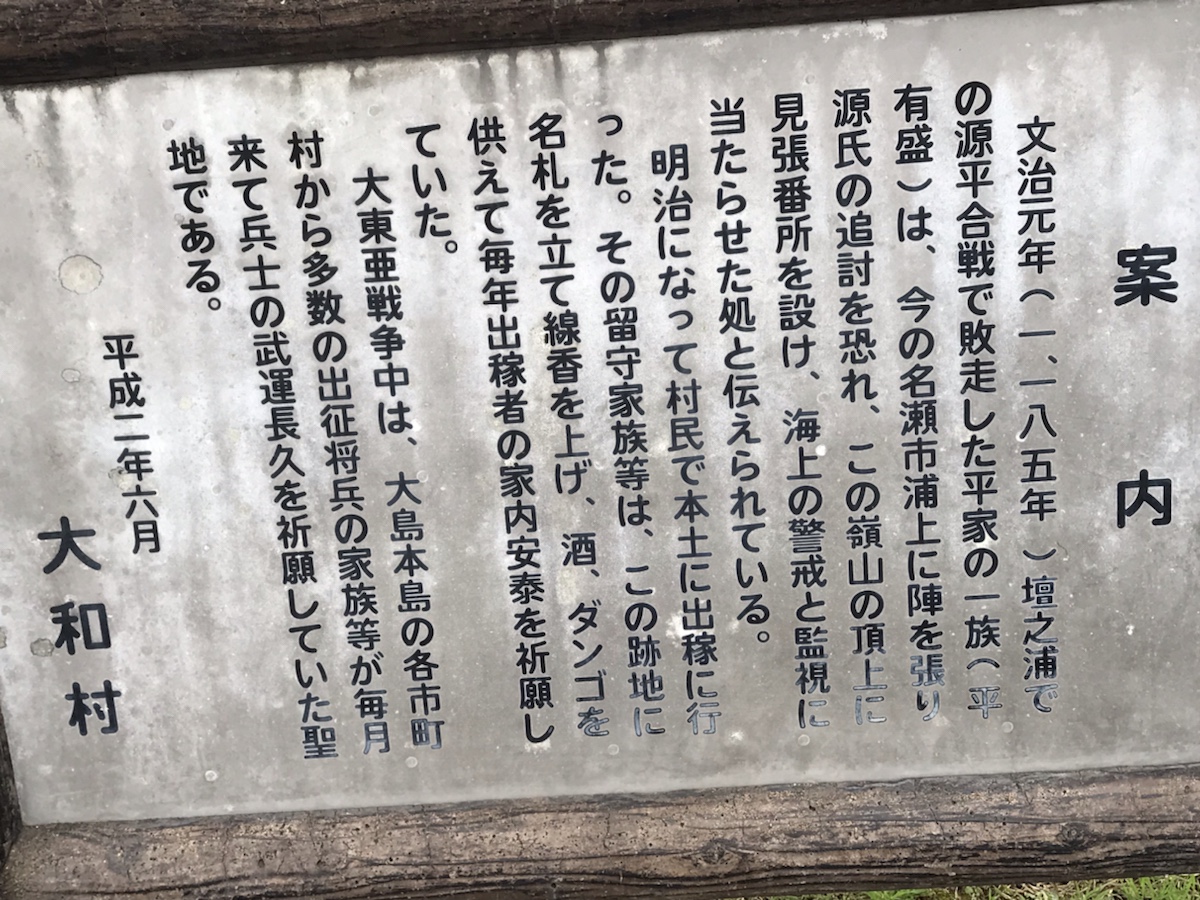 案内
文治元年(一、一八五年)壇之浦で
の源平合戦で敗走した平家の一族(平
有盛)は、今の名瀬市浦上に陣を張り
源氏の追討を恐れ、この嶺山の頂上に
見張番所を設け、海上の警戒と監視に
当たらせた処と伝えられている。
明治になって村民で本土に出稼に行
った。その留守家族等は、この跡地に
名札を立て線香を上げ、酒、ダンゴを
供えて毎年出稼者の家内安泰を祈願し
ていた。
大東亜戦争中は、大島本島の各市町
村から多数の出征将兵の家族等が毎月
来て兵士の武運長久を祈願していた聖
地である。
平成二年六月
大和村